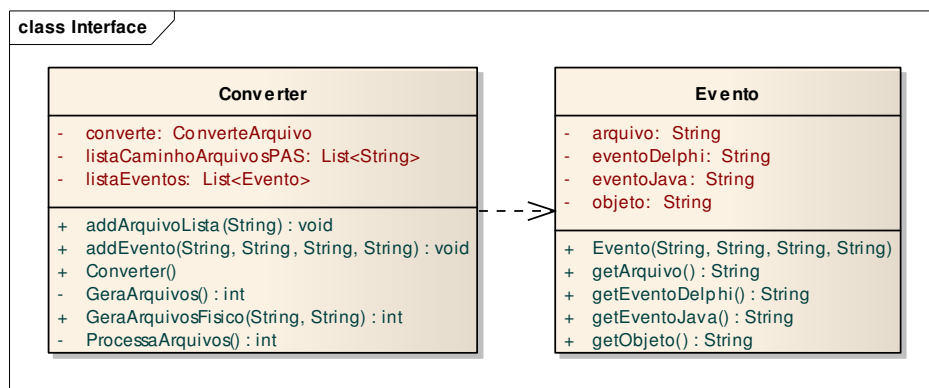 class Interface
Converter
- converte: ConverteArquivo
- listaCaminhoArquivosPAS: List<String>
- listaEventos: List<Evento>
+ addArquivoLista(String) : void
+ addEvento(String, String, String, String) : void
+ Converter()
- GeraArquivos() : int
+ GeraArquivosFisico(String, String) : int
- ProcessaArquivos() : int
Evento
- arquivo: String
- eventoDelphi: String
- eventoJava: String
- objeto: String
+ Evento(String, String, String, String)
+ getArquivo() : String
+ getEventoDelphi() : String
+ getEventoJava() : String
+ getObjeto() : String